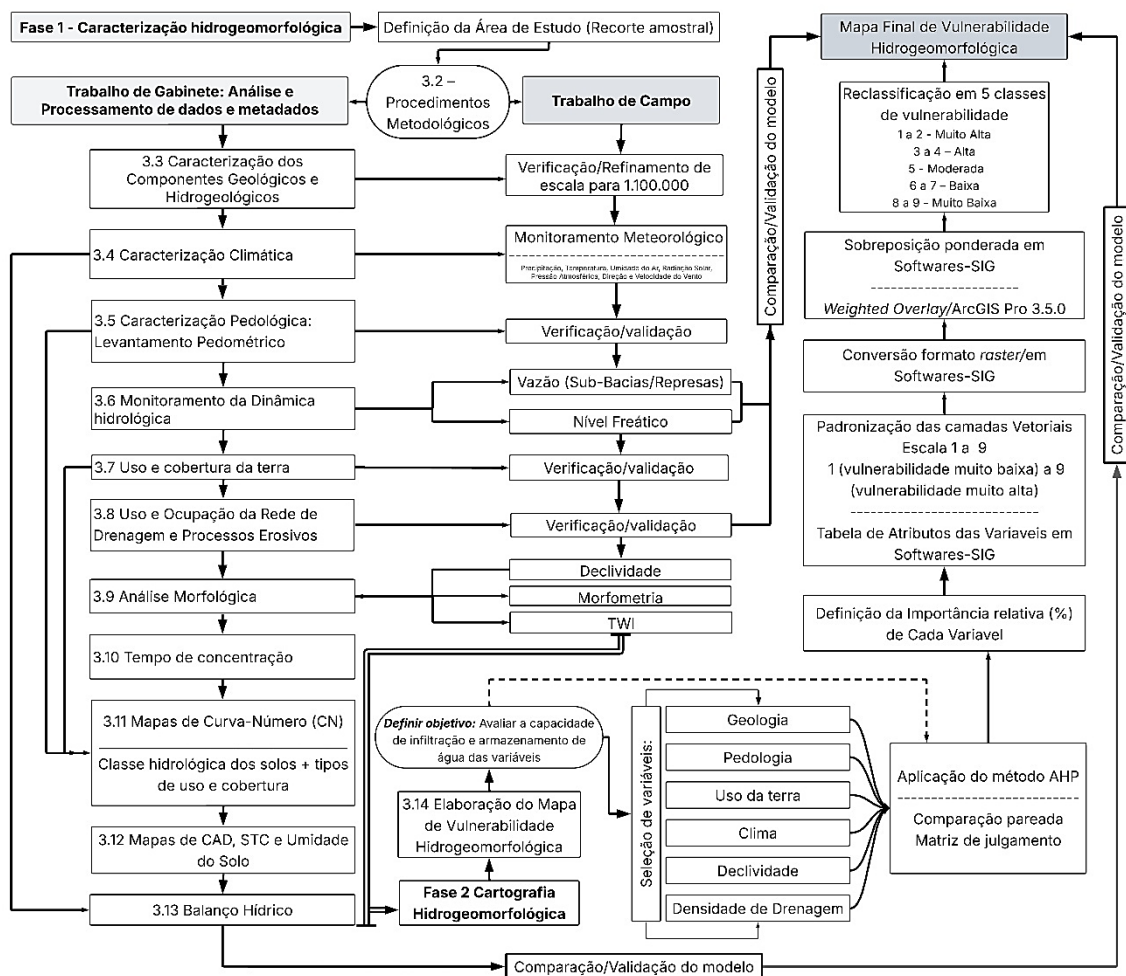 Fase 1 - Caracterização hidrogeomorfológica
Definição da Área de Estudo (Recorte amostral)
3.2 –
Procedimentos
Metodológicos
Trabalho de Gabinete: Análise e
Processamento de dados e metadados
Trabalho de Campo
3.3 Caracterização dos
Componentes Geológicos e
Hidrogeológicos
Verificação/Refinamento de
escala para 1.100.000
3.4 Caracterização Climática
Monitoramento Meteorológico
Precipitação, Temperatura, Umidade do Ar, Radiação Solar,
Pressão Atmosférica, Direção e Velocidade do Vento
3.5 Caracterização Pedológica:
Levantamento Pedométrico
Verificação/validação
3.6 Monitoramento da Dinâmica
hidrológica
Vazão (Sub-Bacias/Represas)
Nível Freático
3.7 Uso e cobertura da terra
Verificação/validação
3.8 Uso e Ocupação da Rede de
Drenagem e Processos Erosivos
Verificação/validação
3.9 Análise Morfológica
Declividade
Morfometria
TWI
3.10 Tempo de concentração
3.11 Mapas de Curva-Número (CN)
Classe hidrológica dos solos + tipos
de uso e cobertura
3.12 Mapas de CAD, STC e Umidade
do Solo
3.13 Balanço Hídrico
Fase 2 Cartografia
Hidrogeomorfológica
3.14 Elaboração do Mapa
de Vulnerabilidade
Hidrogeomorfológica
Definir objetivo: Avaliar a capacidade
de infiltração e armazenamento de
água das variáveis
Seleção de variáveis:
Geologia
Pedologia
Uso da terra
Clima
Declividade
Densidade de Drenagem
Aplicação do método AHP
Comparação pareada
Matriz de julgamento
Definição da Importância relativa (%)
de Cada Variavel
Padronização das camadas Vetoriais
Escala 1 a 9
1 (vulnerabilidade muito baixa) a 9
(vulnerabilidade muito alta)
Tabela de Atributos das Variaveis em
Softwares-SIG
Conversão formato raster/em
Softwares-SIG
Sobreposição ponderada em
Softwares-SIG
Weighted Overlay/ArcGIS Pro 3.5.0
Reclassificação em 5 classes
de vulnerabilidade
1 a 2 - Muito Alta
3 a 4 – Alta
5 - Moderada
6 a 7 – Baixa
8 a 9 - Muito Baixa
Mapa Final de Vulnerabilidade
Hidrogeomorfológica
Comparação/Validação do modelo
Comparação/Validação do modelo
Comparação/Validação do modelo